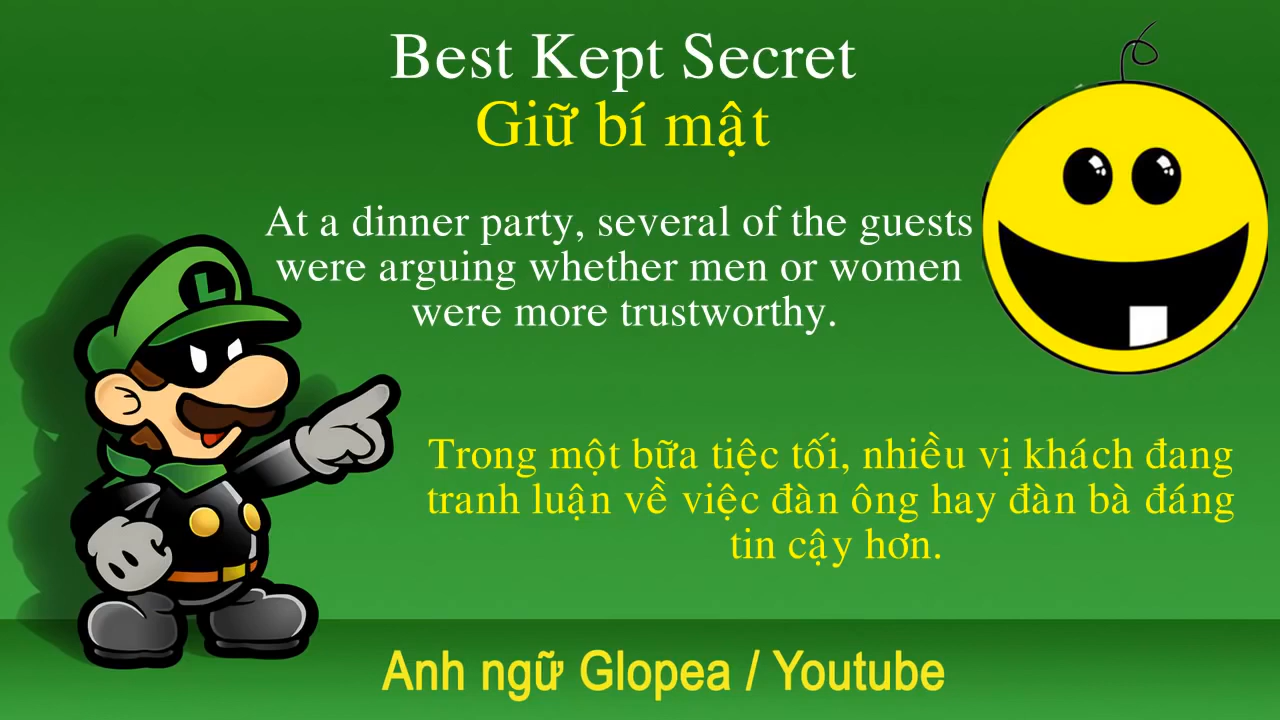 Best Kept Secret
Giữ bí mật
At a dinner party, several of the guests
were arguing whether men or women
were more trustworthy.
L
Trong một bữa tiệc tối, nhiều vị khách đang
tranh luận về việc đàn ông hay đàn bà đáng
tin cậy hơn.
Anh ngữ Glopea / Youtube